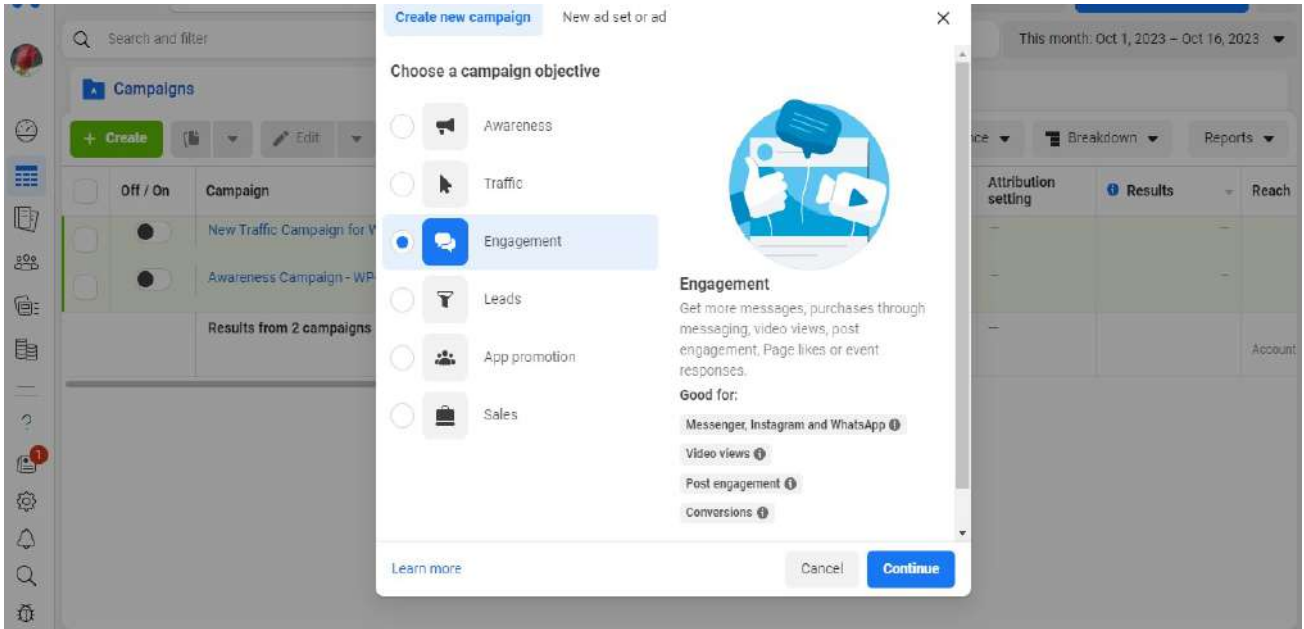 Create new campaign
New ad set or ad
Search and filter
This month: Oct 1, 2023 – Oct 16, 2023
Campaigns
Choose a campaign objective
+ Create
Edit
Breakdown
Reports
Off / On
Campaign
Attribution setting
Results
Reach
New Traffic Campaign for
Awareness Campaign - WP
Results from 2 campaigns
Account
Awareness
Traffic
Engagement
Leads
App promotion
Sales
Engagement
Get more messages, purchases through
messaging, video views, post
engagement, Page likes or event
responses.
Good for:
Messenger, Instagram and WhatsApp
Video views
Post engagement
Conversions
1
Learn more
Cancel
Continue